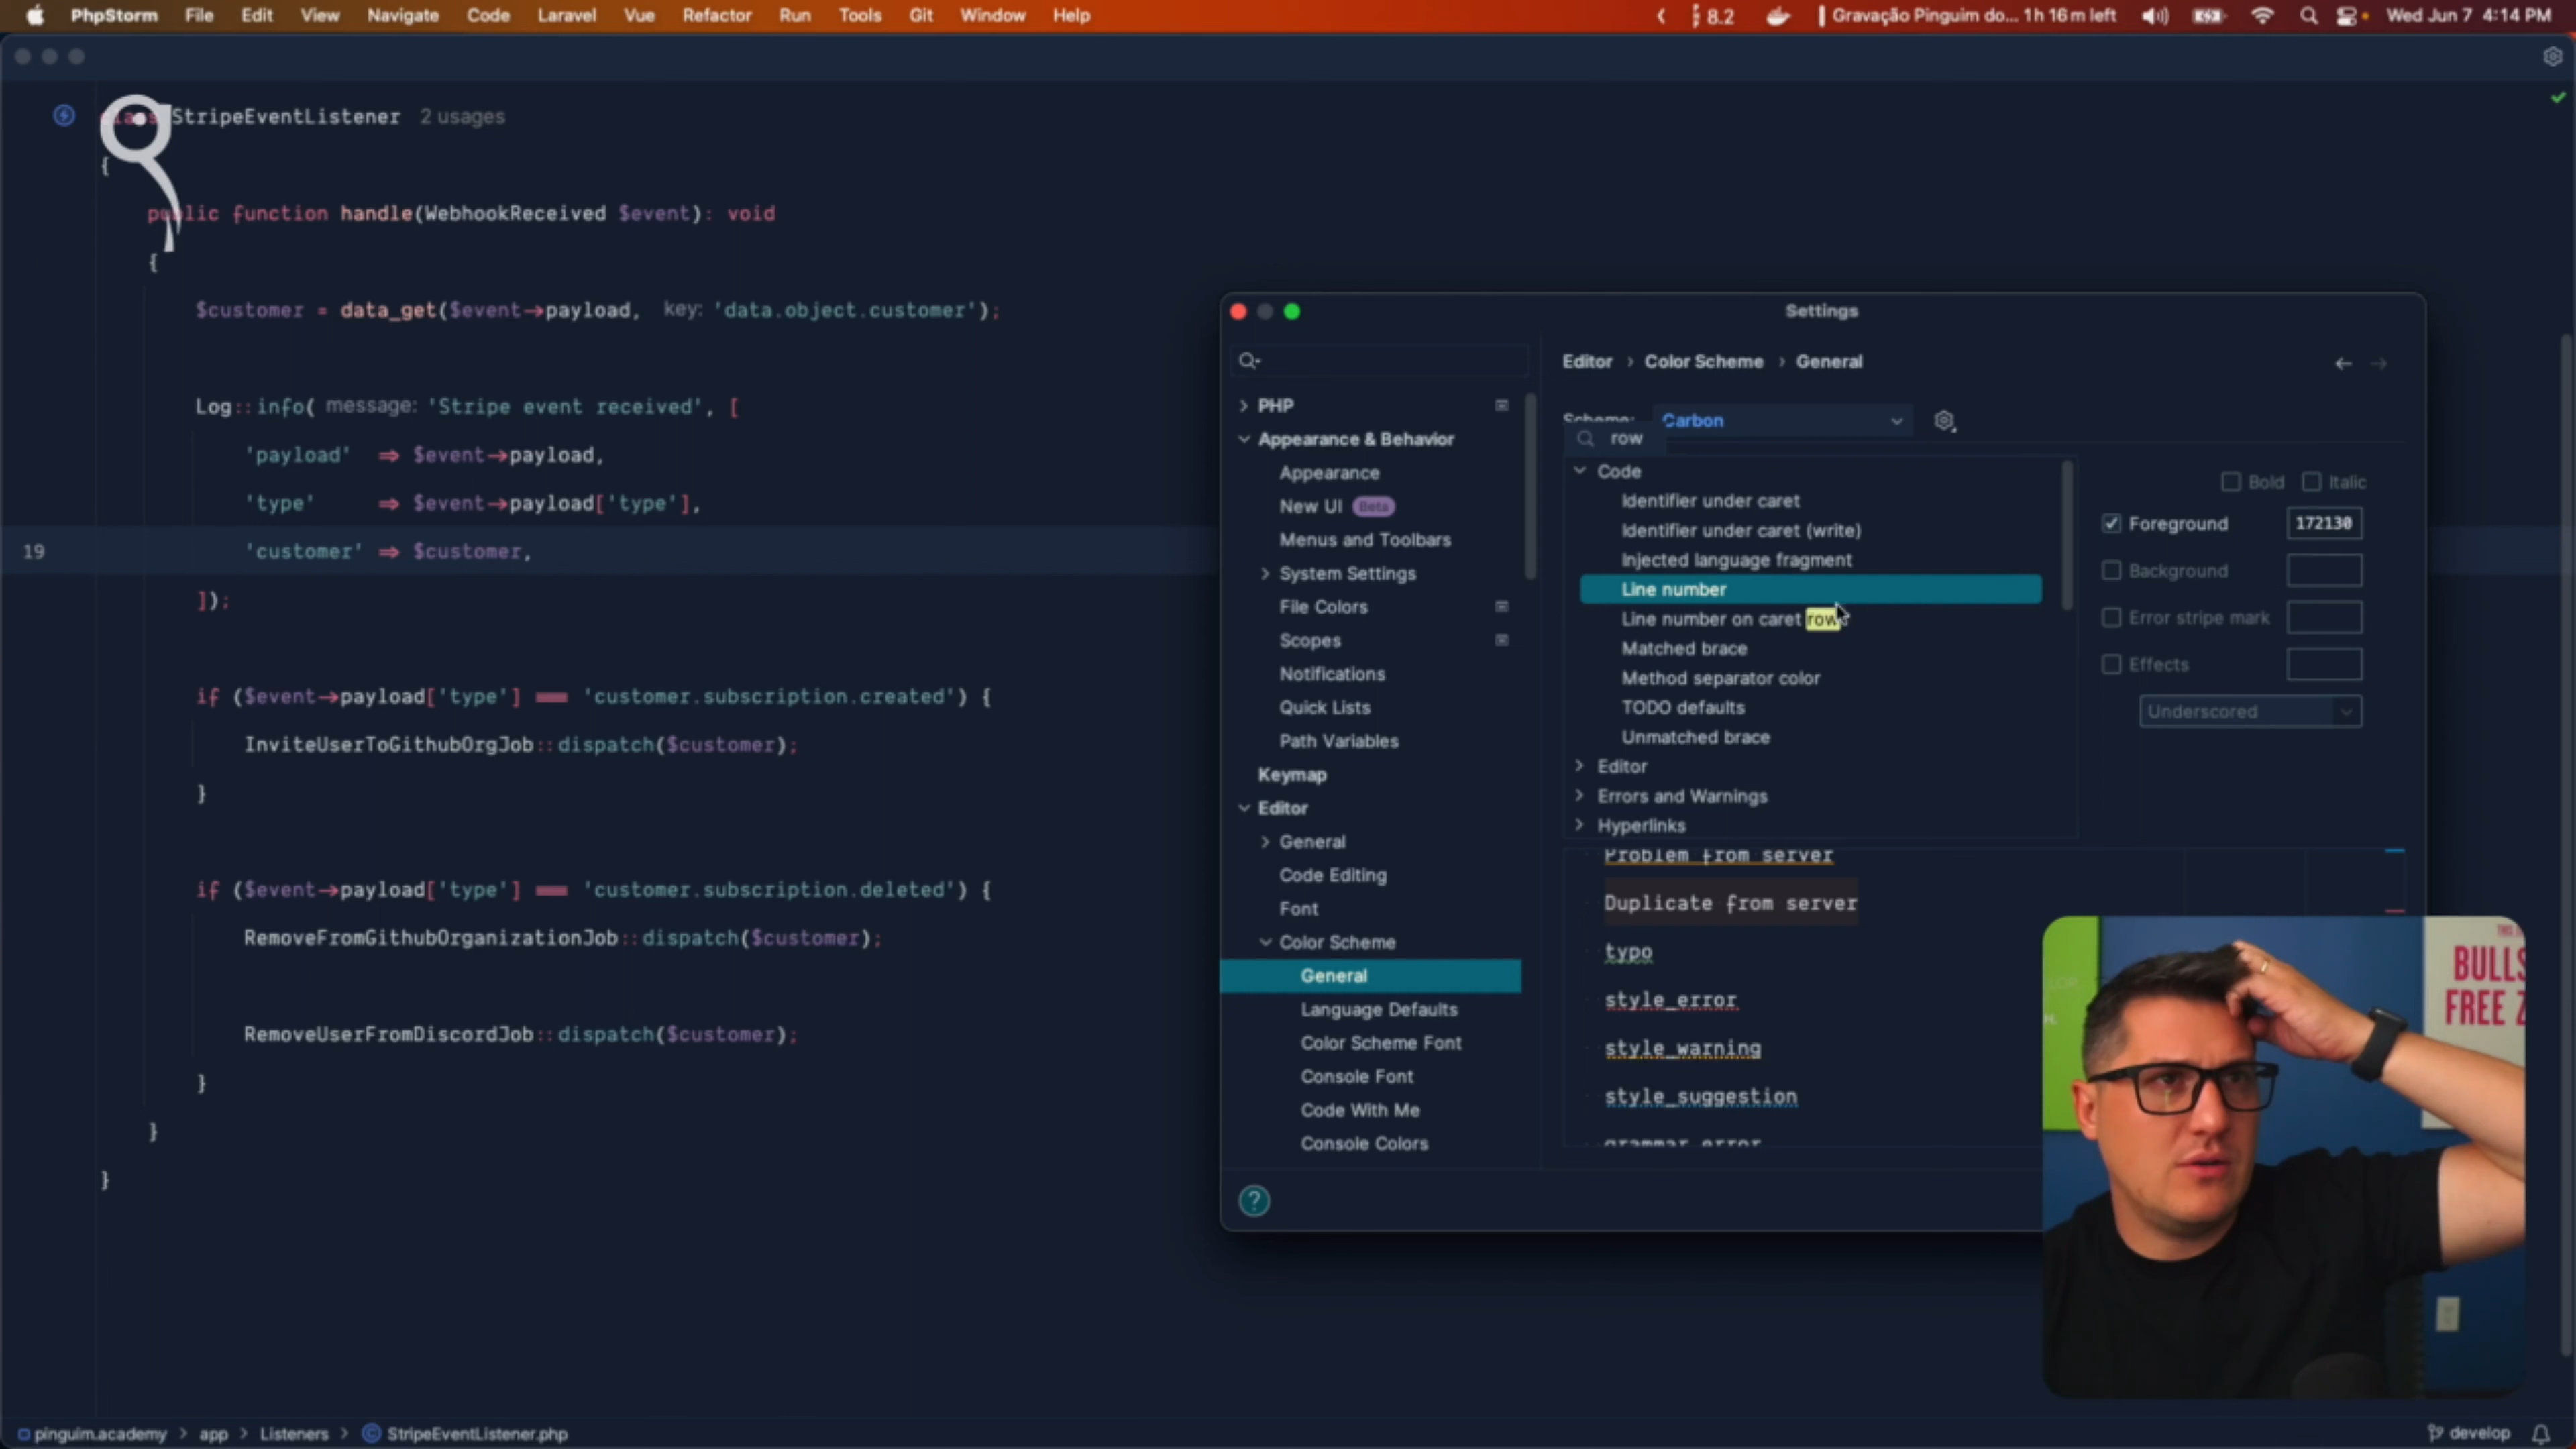 PhpStorm File Edit View Navigate Code Laravel Vue Refactor Run Tools Git Window Help
8.2 Gravação Pinguim do... 1h 16m left Wed Jun 7 4:14 PM
StripeEventListener 2 usages
{
public function handle(WebhookReceived $event): void
{
$customer = data_get($event→payload, key: 'data.object.customer');
Log::info( message: 'Stripe event received', [
'payload' ⇒ $event→payload,
'type' ⇒ $event→payload['type'],
19 'customer' ⇒ $customer,
]);
if ($event→payload['type'] === 'customer.subscription.created') {
InviteUserToGithubOrgJob::dispatch($customer);
}
if ($event→payload['type'] === 'customer.subscription.deleted') {
RemoveFromGithubOrganizationJob::dispatch($customer);
RemoveUserFromDiscordJob::dispatch($customer);
}
}
}
Settings
PHP
Appearance & Behavior
Appearance
New UI Beta
Menus and Toolbars
System Settings
File Colors
Scopes
Notifications
Quick Lists
Path Variables
Keymap
Editor
General
Code Editing
Font
Color Scheme
General
Language Defaults
Color Scheme Font
Console Font
Code With Me
Console Colors
?
Editor › Color Scheme › General
Scheme: Carbon
row
Code
Identifier under caret
Identifier under caret (write)
Injected language fragment
Line number
Line number on caret row
Matched brace
Method separator color
TODO defaults
Unmatched brace
Editor
Errors and Warnings
Hyperlinks
Bold Italic
Foreground 172130
Background
Error stripe mark
Effects
Underscored
Problem from server
Duplicate from server
typo
style_error
style_warning
style_suggestion
grammar_error
BULLS
FREE Z
pinguim.academy > app > Listeners > StripeEventListener.php
develop